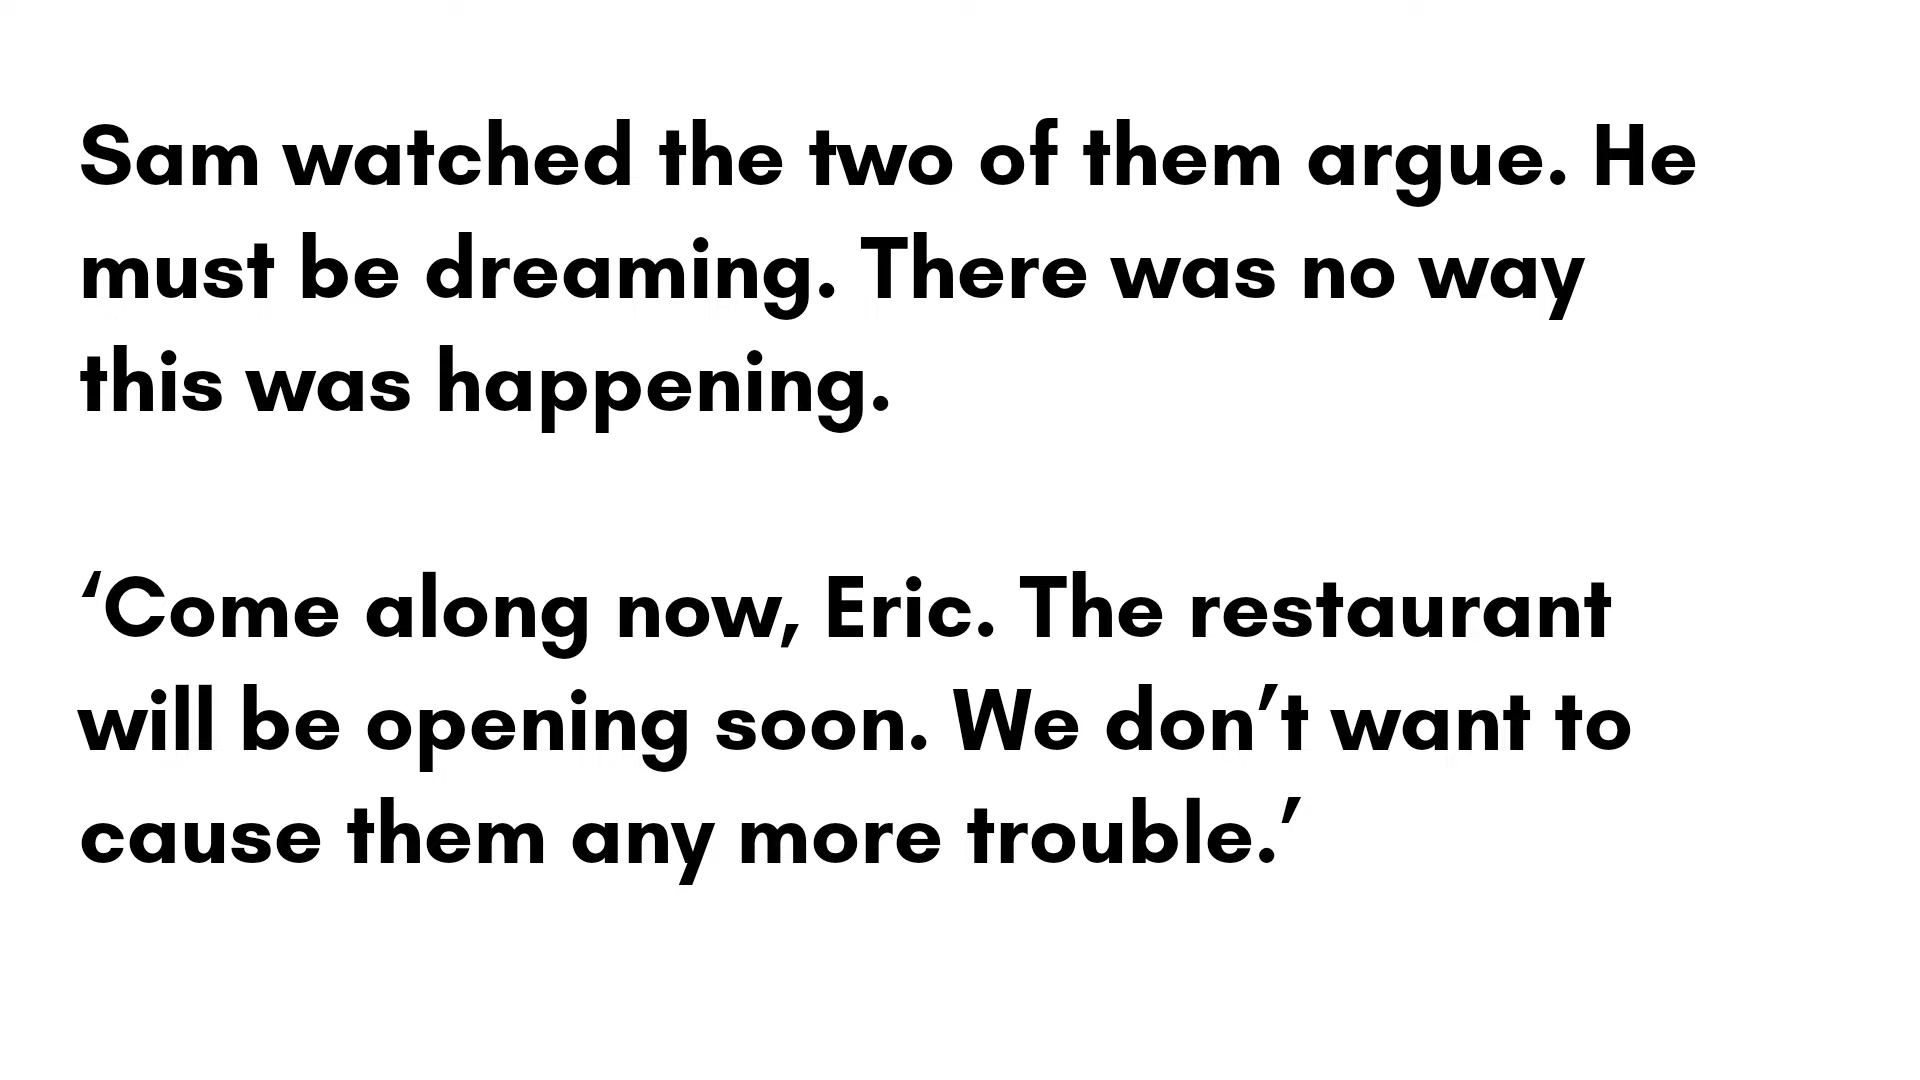 Sam watched the two of them argue. He
must be dreaming. There was no way
this was happening.
‘Come along now, Eric. The restaurant
will be opening soon. We don’t want to
cause them any more trouble.’